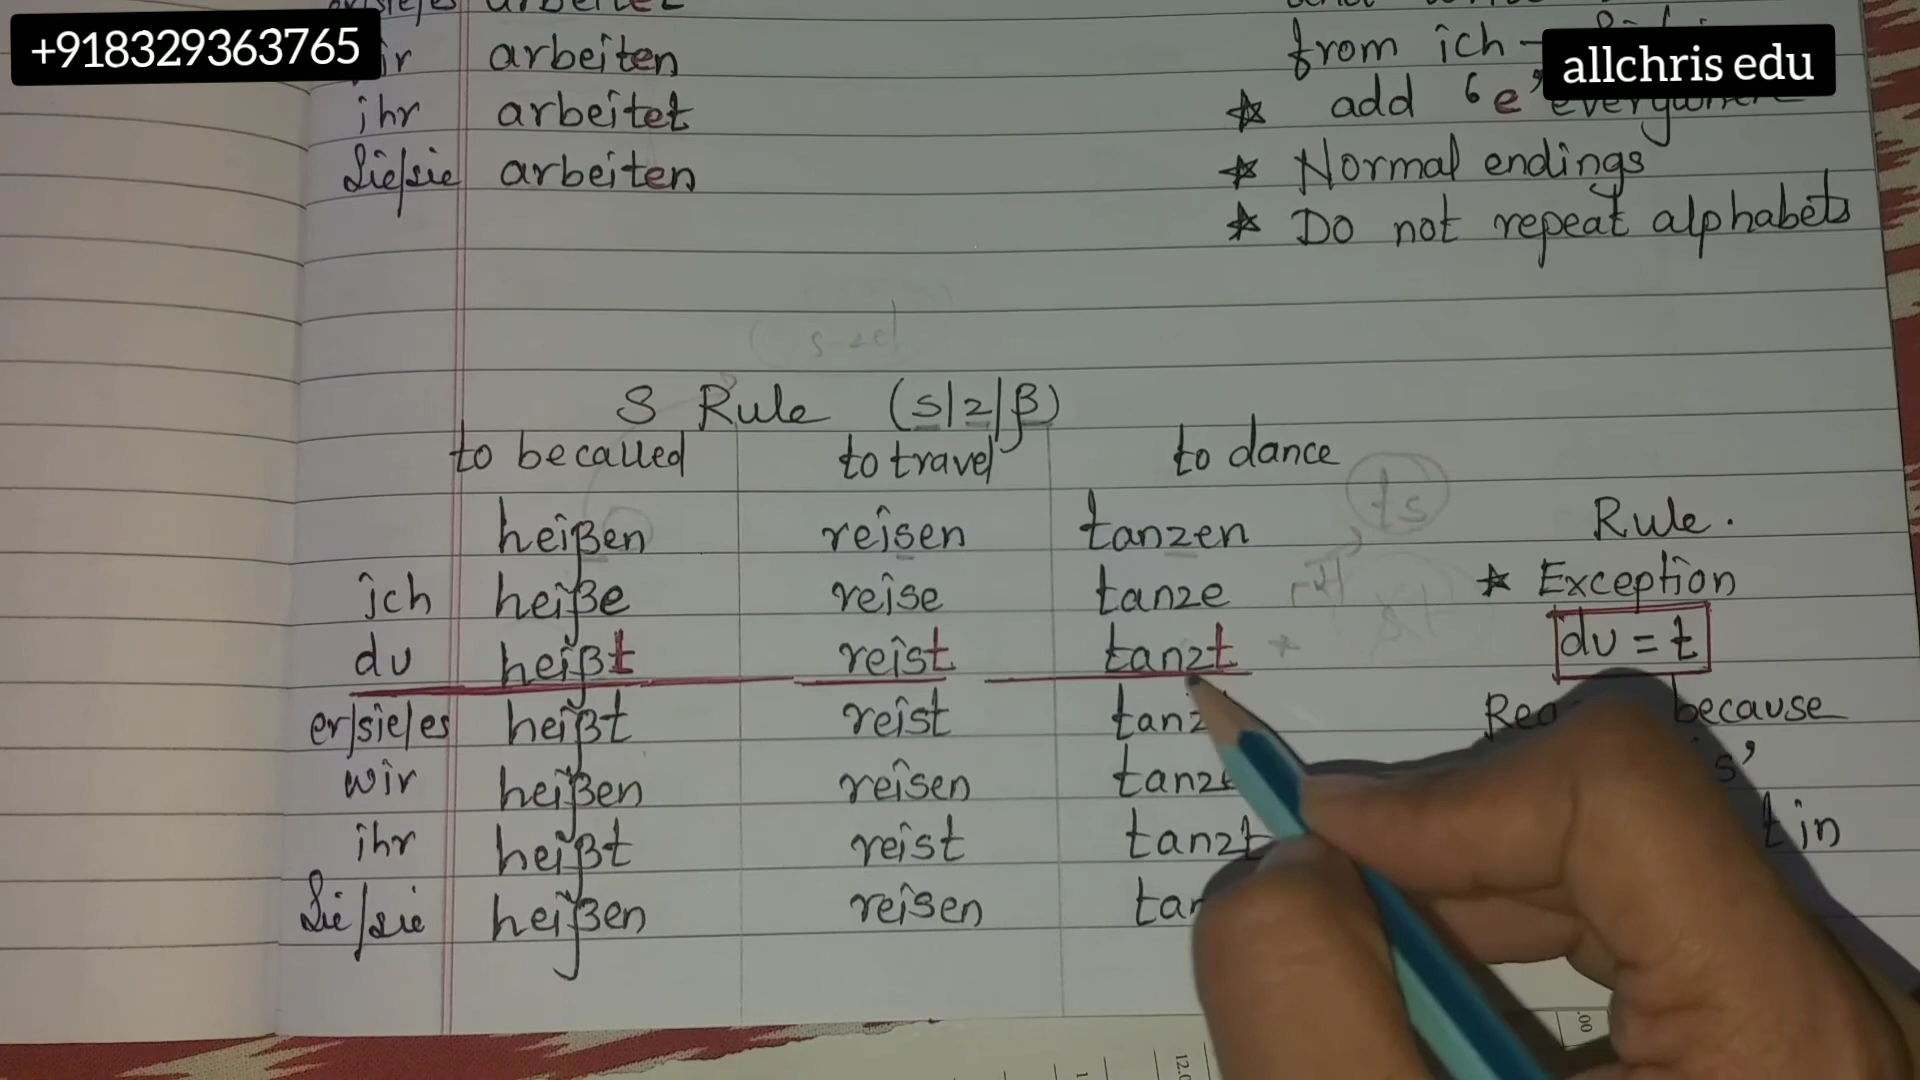 +918329363765
allchris edu
arbeitet
arbeiten from ich
ihr arbeitet ☆ add 'e' everywhere
Sie/sie arbeiten ☆ Normal endings
☆ Do not repeat alphabets
S Rule (s/z/β)
to be called to travel to dance
heißen reisen tanzen Rule.
ich heiße reise tanze ☆ Exception
du heißt reist tanzt du = t
er/sie/es heißt reist because
wir heißen reisen
ihr heißt reist tanzt t in
Sie/sie heißen reisen